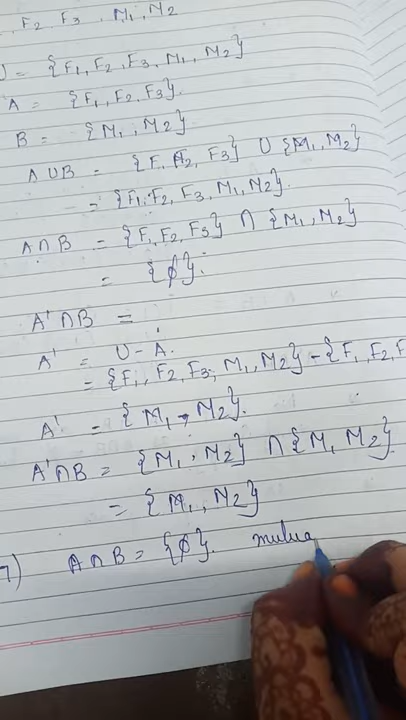 F₂ F₃ M₁, M₂
U = {F₁, F₂, F₃, M₁, M₂}
A = {F₁, F₂, F₃}.
B = {M₁, M₂}
A ∪ B = {F₁ F₂, F₃} ∪ {M₁, M₂}
= {F₁, F₂, F₃, M₁, M₂}.
A ∩ B = {F₁, F₂, F₃} ∩ {M₁, M₂}
= {ϕ}.
A' ∩ B =
A' = U - A.
= {F₁, F₂, F₃, M₁, M₂} - {F₁, F₂, F
A' = {M₁, M₂}.
A' ∩ B = {M₁, M₂} ∩ {M₁, M₂}
= {M₁, M₂}
7) A ∩ B = {ϕ}. mutua